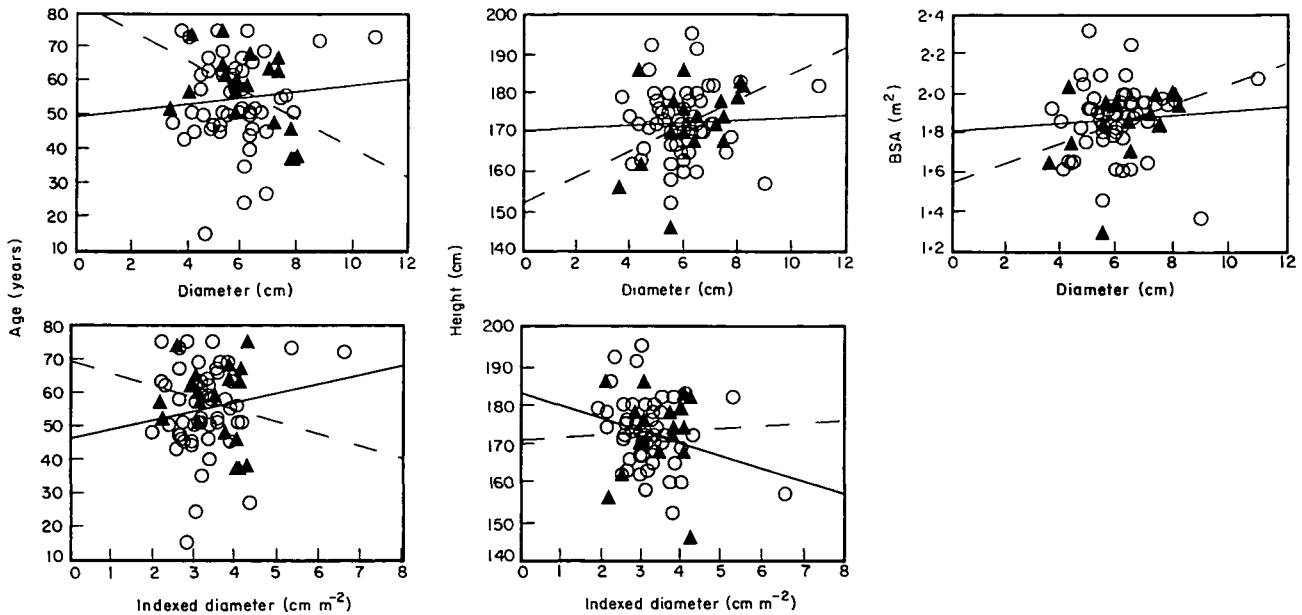 80
70
60
50
40
30
20
10
0 2 4 6 8 10 12
Diameter (cm)
200
190
180
170
160
150
140
0 2 4 6 8 10 12
Diameter (cm)
BSA (m²)
2·4
2·2
2·0
1·8
1·6
1·4
1·2
0 2 4 6 8 10 12
Diameter (cm)
Age (years)
80
70
60
50
40
30
20
10
0 1 2 3 4 5 6 7 8
Indexed diameter (cm m⁻²)
Height (cm)
200
190
180
170
160
150
140
0 1 2 3 4 5 6 7 8
Indexed diameter (cm m⁻²)